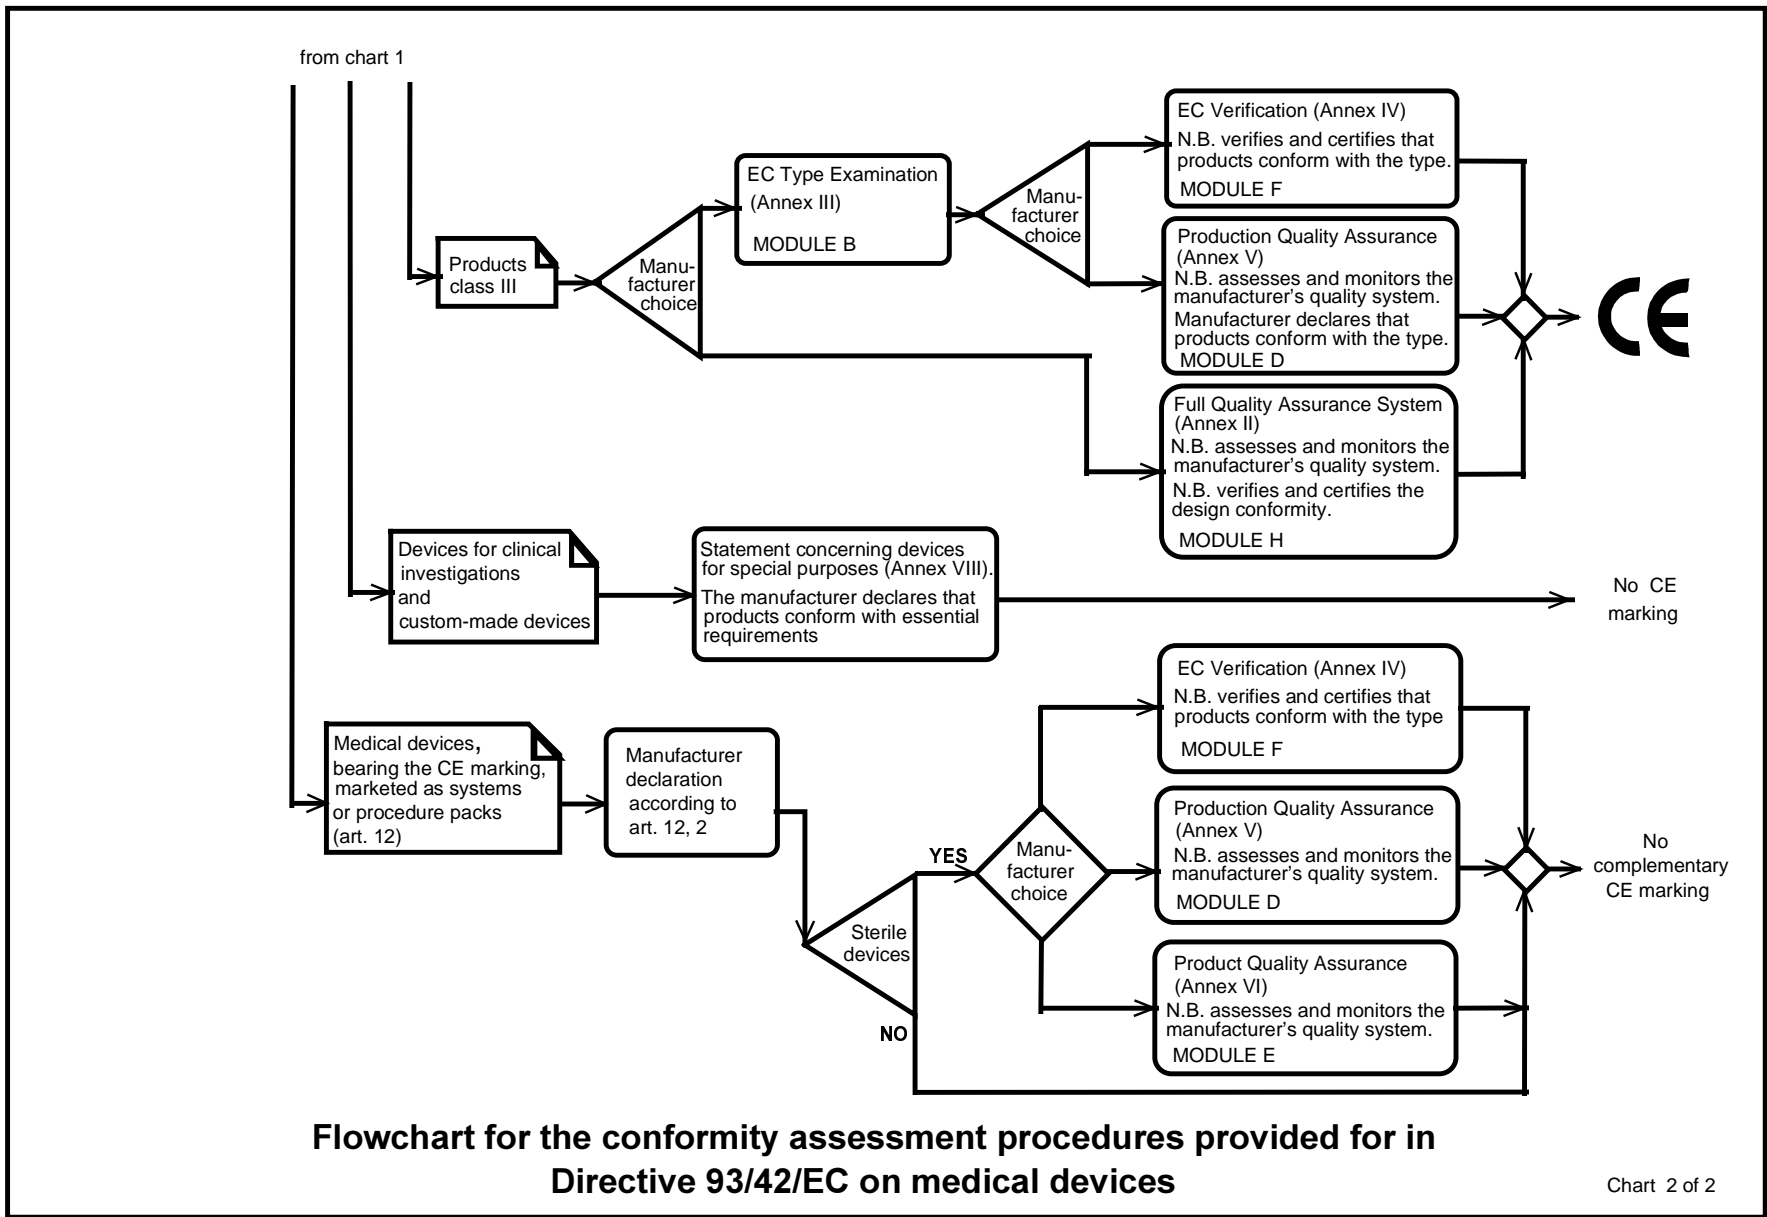 from chart 1
EC Verification (Annex IV)
N.B. verifies and certifies that
products conform with the type.
MODULE F
EC Type Examination
(Annex III)
MODULE B
Manu-
facturer
choice
Production Quality Assurance
(Annex V)
N.B. assesses and monitors the
manufacturer’s quality system.
Manufacturer declares that
products conform with the type.
MODULE D
Products
class III
Manu-
facturer
choice
CE
Full Quality Assurance System
(Annex II)
N.B. assesses and monitors the
manufacturer’s quality system.
N.B. verifies and certifies the
design conformity.
MODULE H
Devices for clinical
investigations
and
custom-made devices
Statement concerning devices
for special purposes (Annex VIII).
The manufacturer declares that
products conform with essential
requirements
No CE
marking
EC Verification (Annex IV)
N.B. verifies and certifies that
products conform with the type
MODULE F
Medical devices,
bearing the CE marking,
marketed as systems
or procedure packs
(art. 12)
Manufacturer
declaration
according to
art. 12, 2
Production Quality Assurance
(Annex V)
N.B. assesses and monitors the
manufacturer’s quality system.
MODULE D
YES
Manu-
facturer
choice
No
complementary
CE marking
Sterile
devices
NO
Product Quality Assurance
(Annex VI)
N.B. assesses and monitors the
manufacturer’s quality system.
MODULE E
Flowchart for the conformity assessment procedures provided for in
Directive 93/42/EC on medical devices
Chart 2 of 2